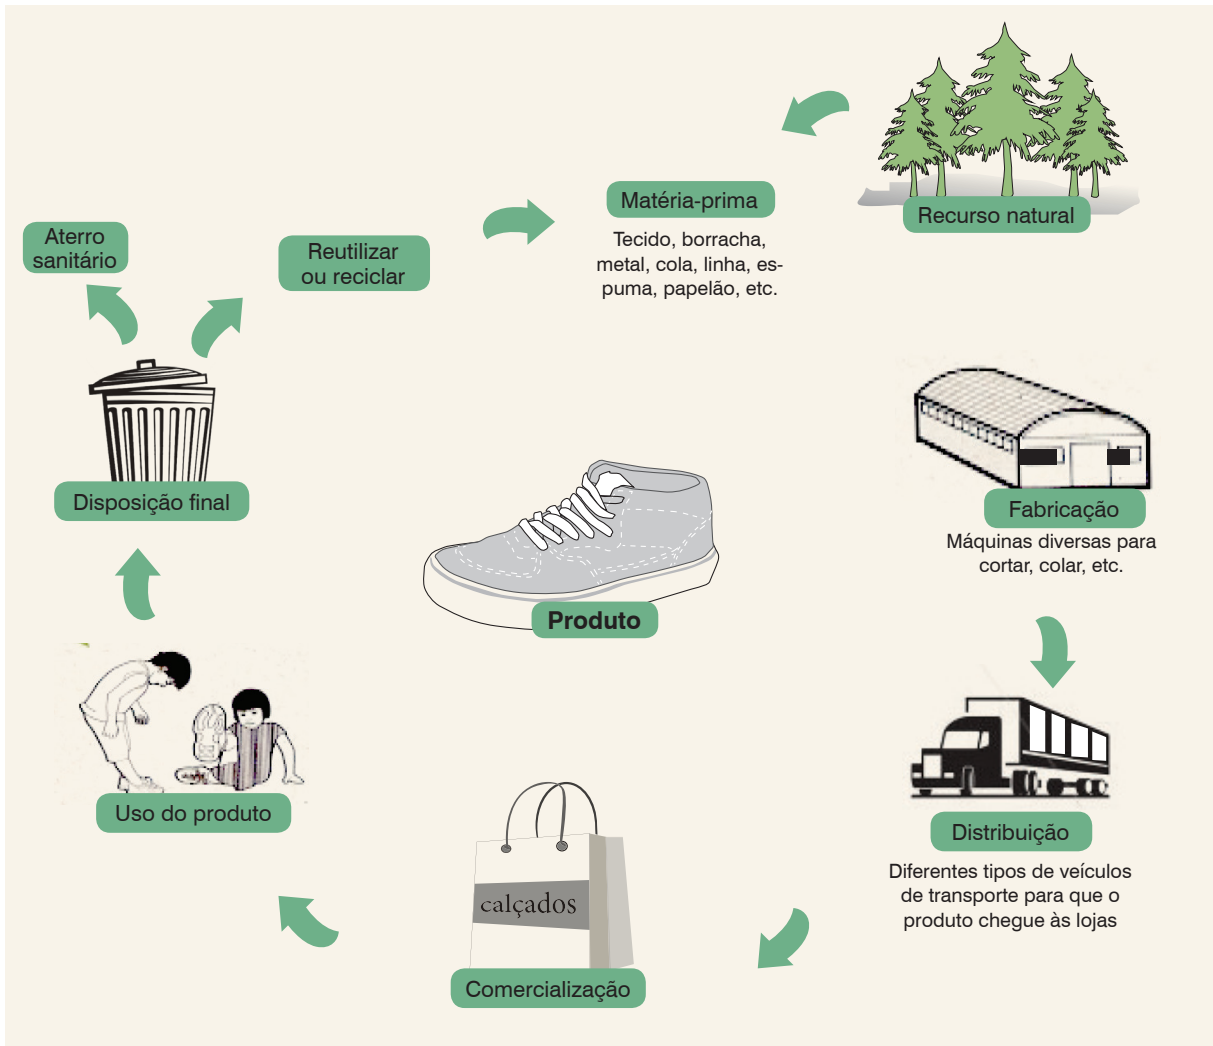 Recurso natural
Matéria-prima
Tecido, borracha,
metal, cola, linha, es-
puma, papelão, etc.
Fabricação
Máquinas diversas para
cortar, colar, etc.
Distribuição
Diferentes tipos de veículos
de transporte para que o
produto chegue às lojas
calçados
Comercialização
Uso do produto
Disposição final
Aterro
sanitário
Reutilizar
ou reciclar
Produto